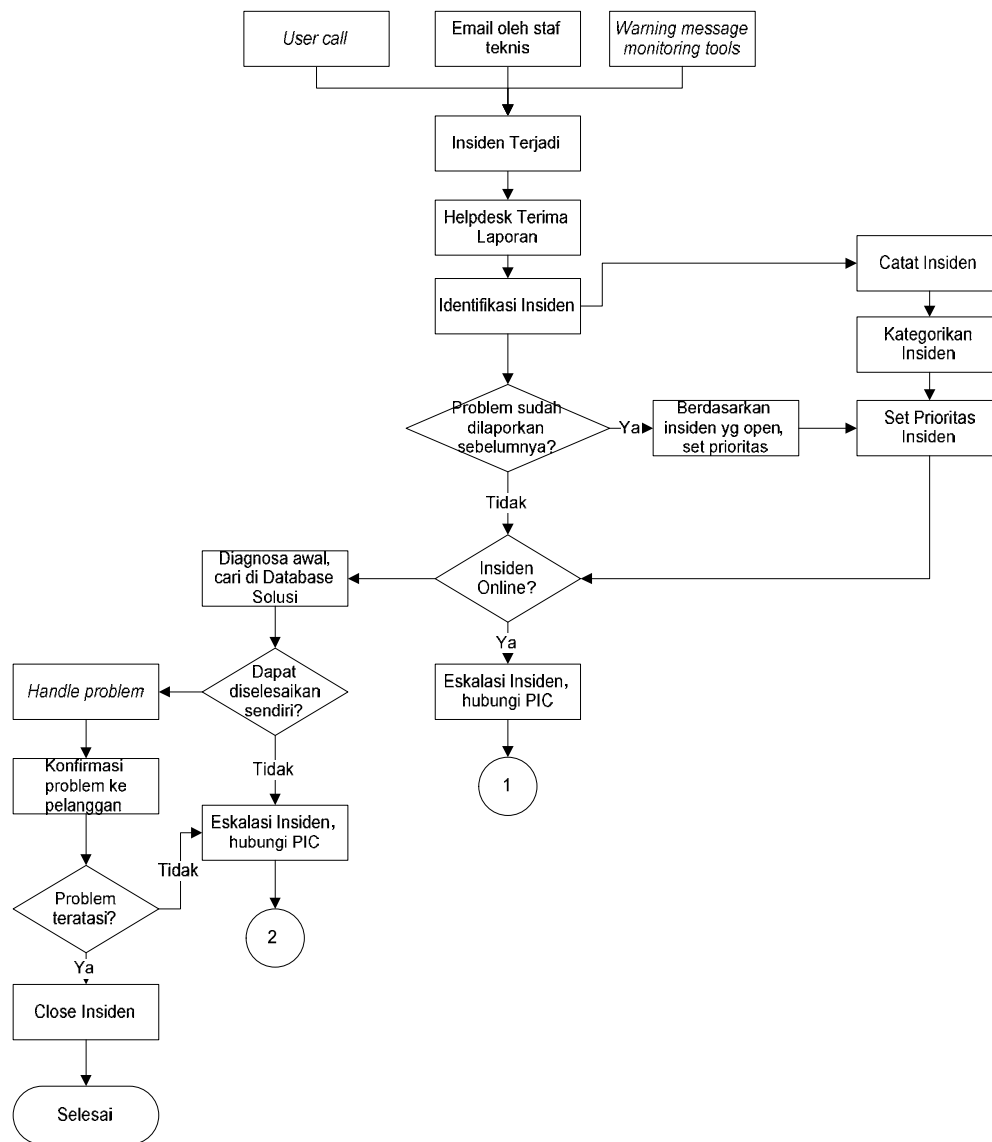 User call
Email oleh staf
teknis
Warning message
monitoring tools
Insiden Terjadi
Helpdesk Terima
Laporan
Identifikasi Insiden
Catat Insiden
Kategorikan
Insiden
Problem sudah
dilaporkan
sebelumnya?
Ya
Berdasarkan
insiden yg open,
set prioritas
Set Prioritas
Insiden
Tidak
Insiden
Online?
Diagnosa awal,
cari di Database
Solusi
Ya
Eskalasi Insiden,
hubungi PIC
1
Dapat
diselesaikan
sendiri?
Handle problem
Tidak
Konfirmasi
problem ke
pelanggan
Eskalasi Insiden,
hubungi PIC
Tidak
Problem
teratasi?
2
Ya
Close Insiden
Selesai